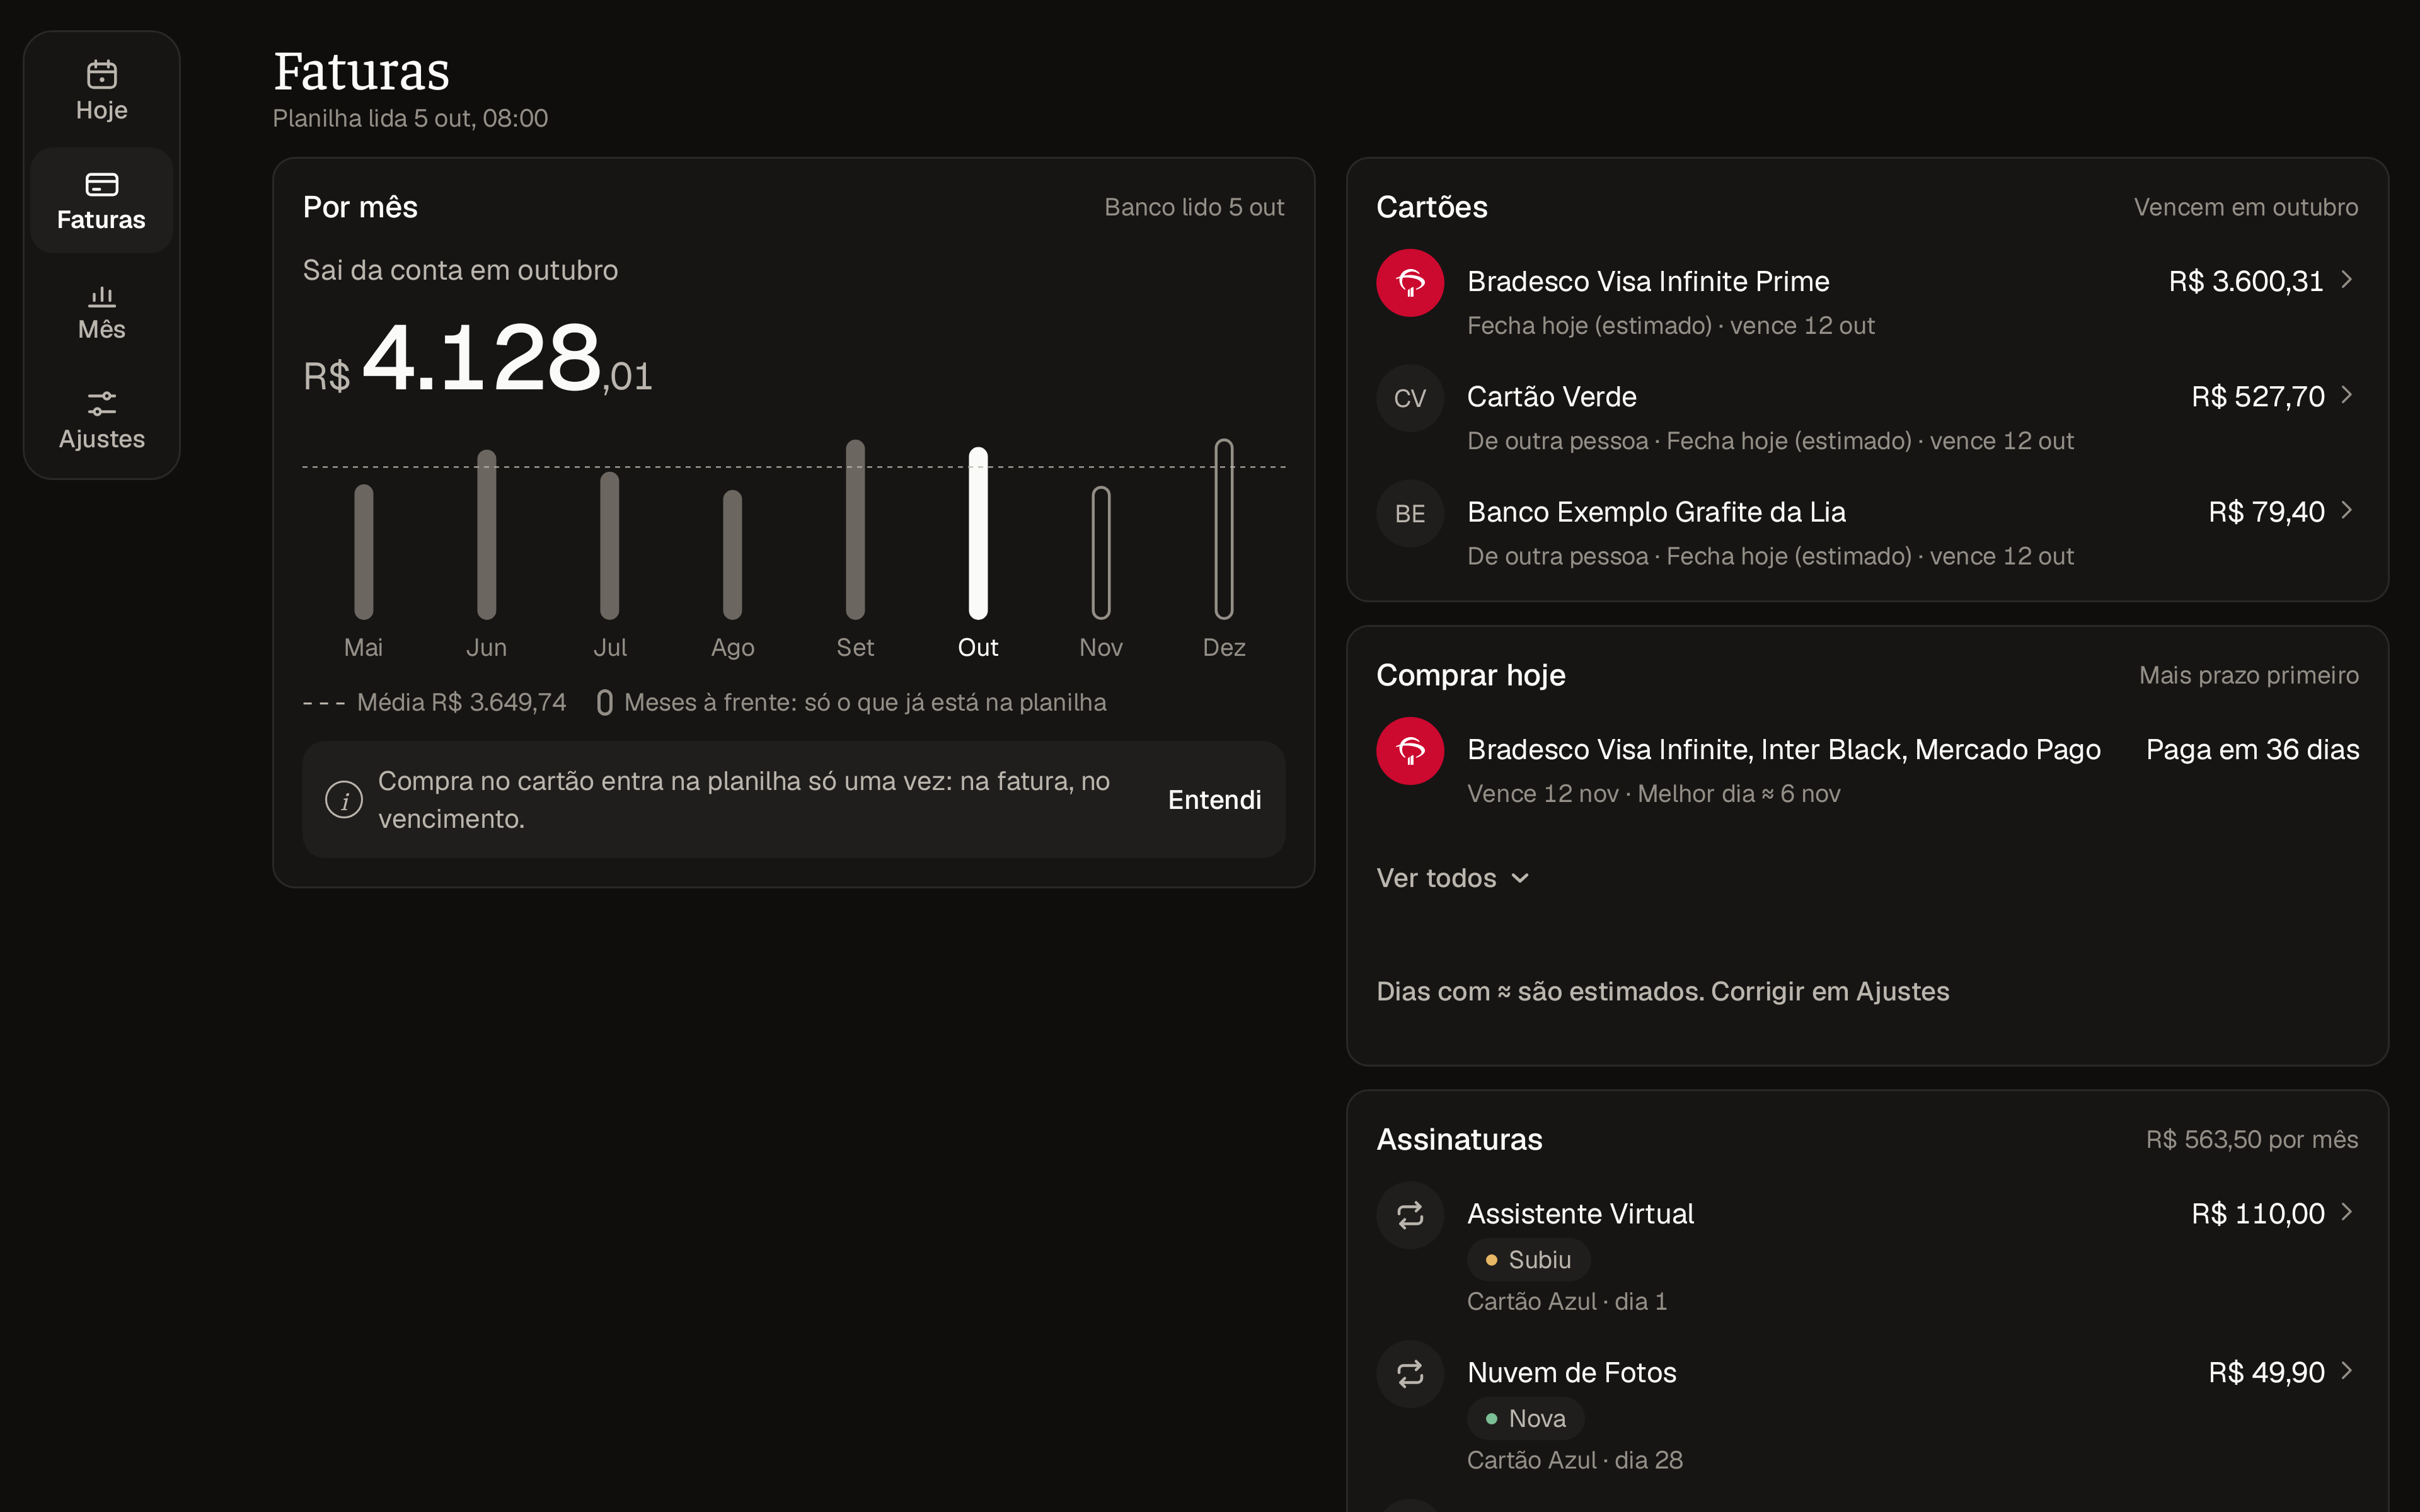 Hoje
Faturas
Mês
Ajustes
Faturas
Planilha lida 5 out, 08:00
Por mês
Banco lido 5 out
Sai da conta em outubro
R$ 4.128,01
Mai Jun Jul Ago Set Out Nov Dez
Média R$ 3.649,74
Meses à frente: só o que já está na planilha
i
Compra no cartão entra na planilha só uma vez: na fatura, no
vencimento.
Entendi
Cartões
Vencem em outubro
Bradesco Visa Infinite Prime
R$ 3.600,31
Fecha hoje (estimado) · vence 12 out
CV
Cartão Verde
R$ 527,70
De outra pessoa · Fecha hoje (estimado) · vence 12 out
BE
Banco Exemplo Grafite da Lia
R$ 79,40
De outra pessoa · Fecha hoje (estimado) · vence 12 out
Comprar hoje
Mais prazo primeiro
Bradesco Visa Infinite, Inter Black, Mercado Pago
Paga em 36 dias
Vence 12 nov · Melhor dia ≈ 6 nov
Ver todos
Dias com ≈ são estimados. Corrigir em Ajustes
Assinaturas
R$ 563,50 por mês
Assistente Virtual
R$ 110,00
Subiu
Cartão Azul · dia 1
Nuvem de Fotos
R$ 49,90
Nova
Cartão Azul · dia 28